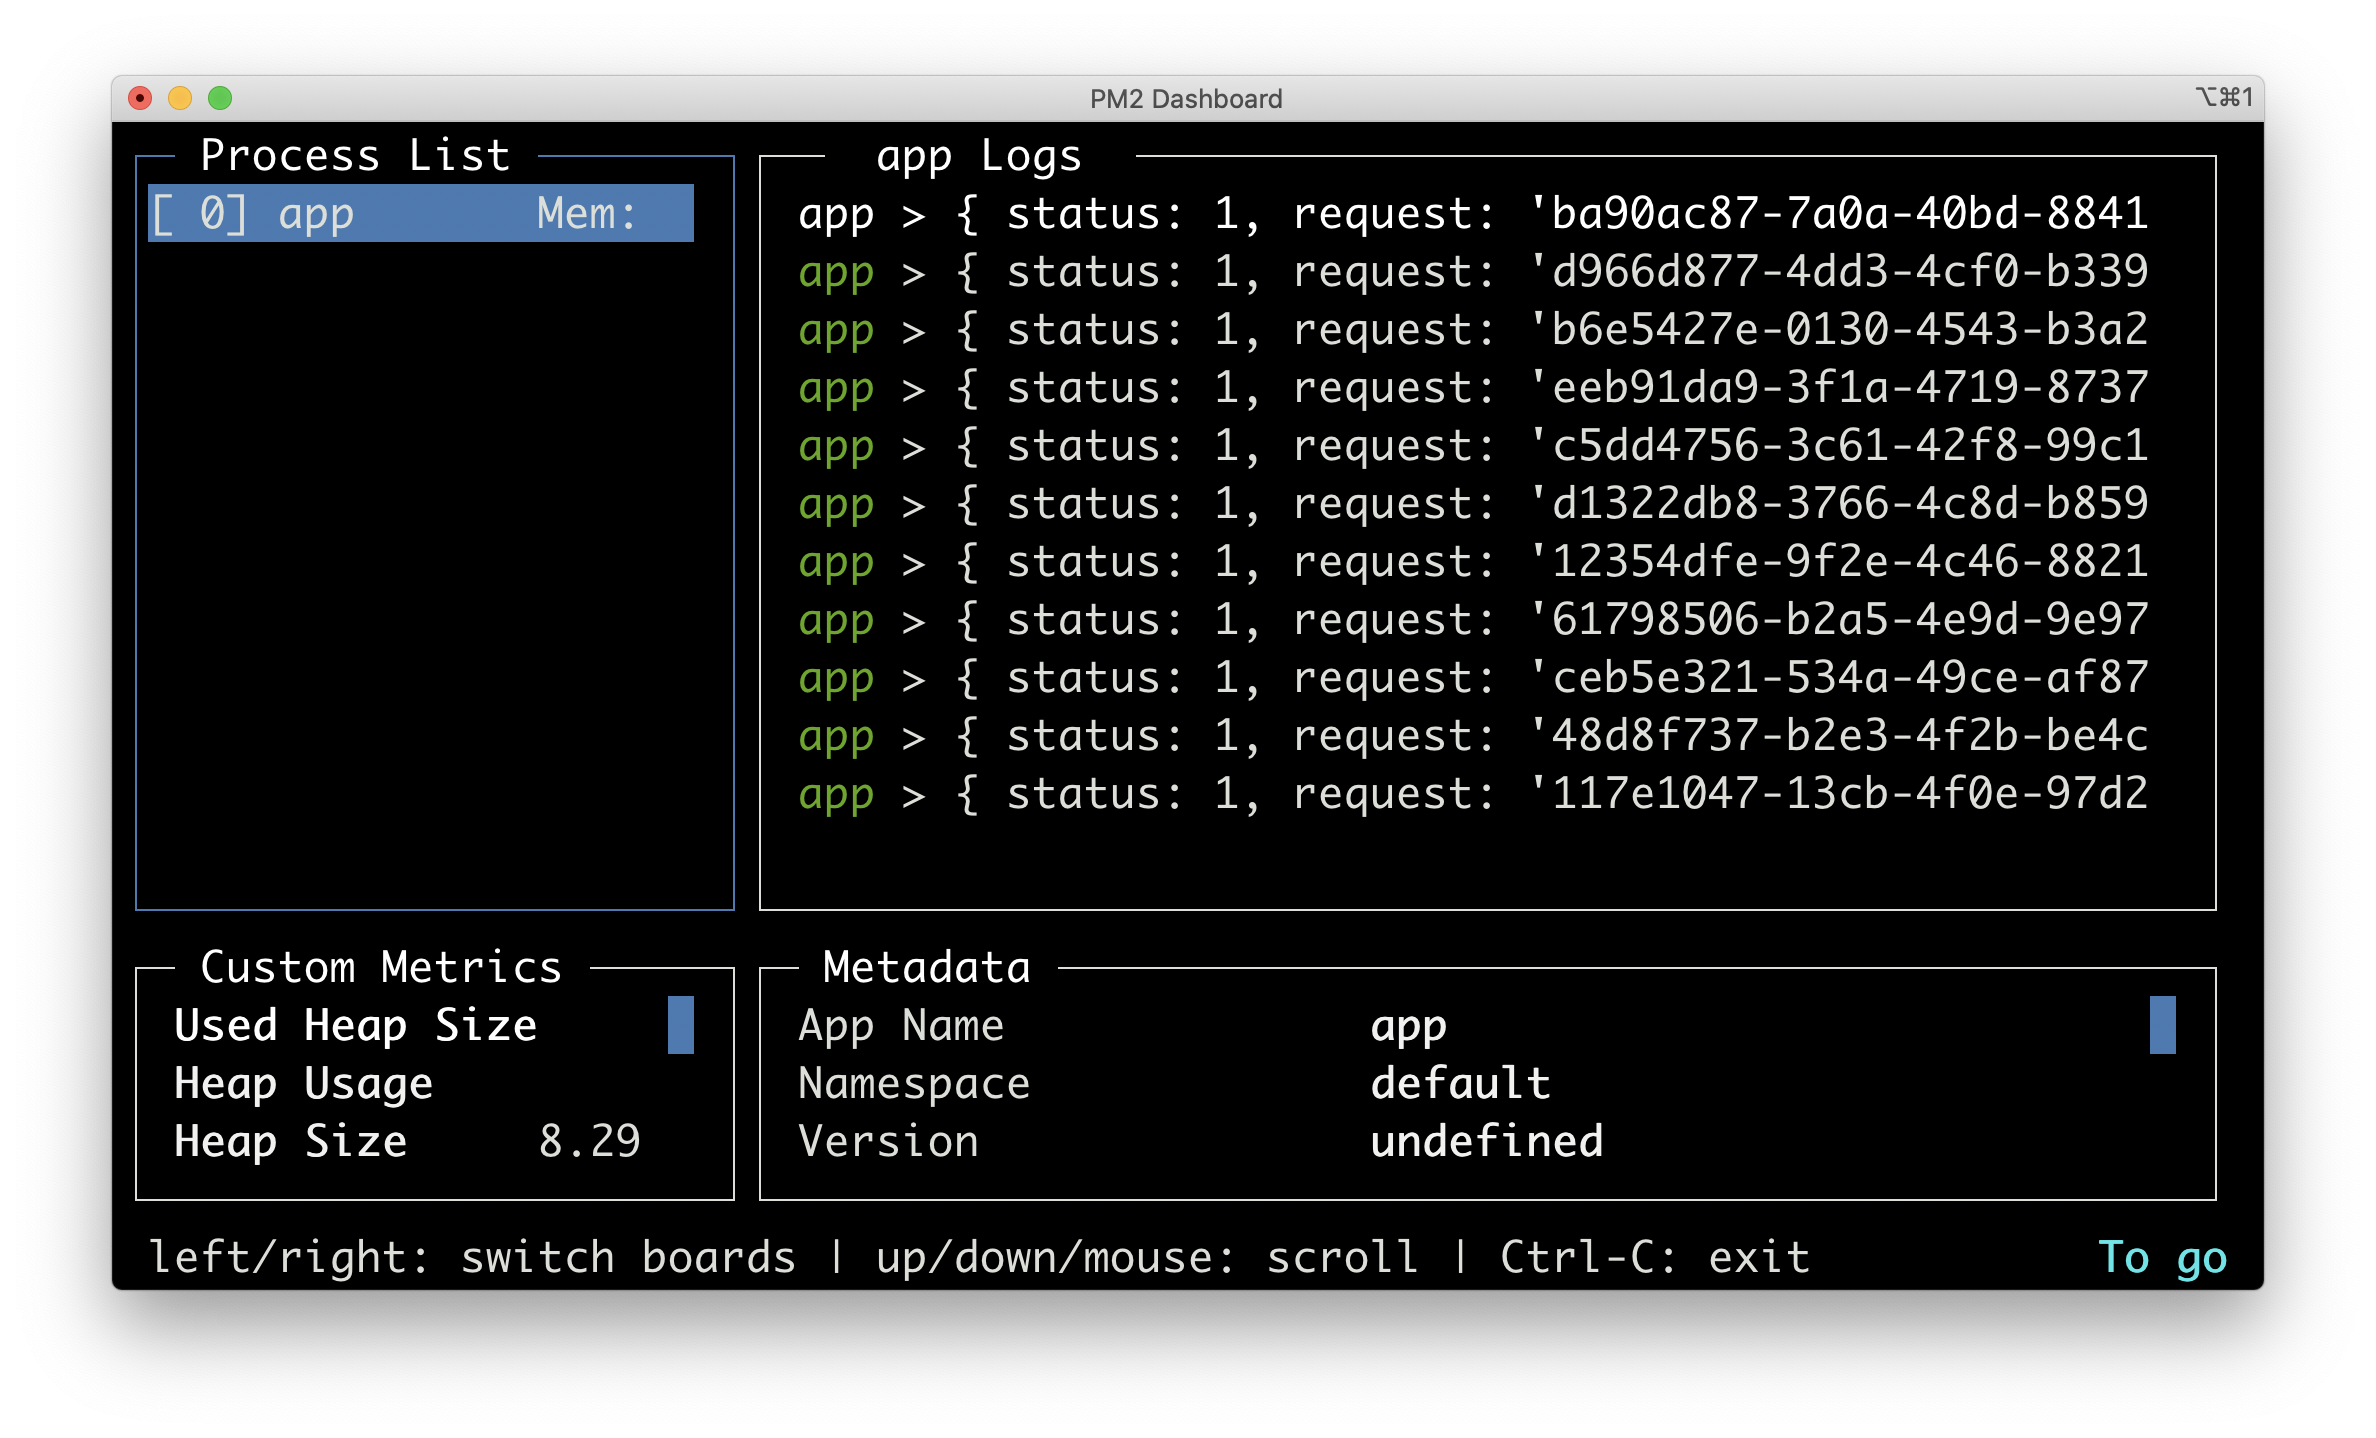 PM2 Dashboard ⌥⌘1
Process List
[ 0] app Mem:
app Logs
app > { status: 1, request: 'ba90ac87-7a0a-40bd-8841
app > { status: 1, request: 'd966d877-4dd3-4cf0-b339
app > { status: 1, request: 'b6e5427e-0130-4543-b3a2
app > { status: 1, request: 'eeb91da9-3f1a-4719-8737
app > { status: 1, request: 'c5dd4756-3c61-42f8-99c1
app > { status: 1, request: 'd1322db8-3766-4c8d-b859
app > { status: 1, request: '12354dfe-9f2e-4c46-8821
app > { status: 1, request: '61798506-b2a5-4e9d-9e97
app > { status: 1, request: 'ceb5e321-534a-49ce-af87
app > { status: 1, request: '48d8f737-b2e3-4f2b-be4c
app > { status: 1, request: '117e1047-13cb-4f0e-97d2
Custom Metrics
Used Heap Size
Heap Usage
Heap Size 8.29
Metadata
App Name app
Namespace default
Version undefined
left/right: switch boards | up/down/mouse: scroll | Ctrl-C: exit To go